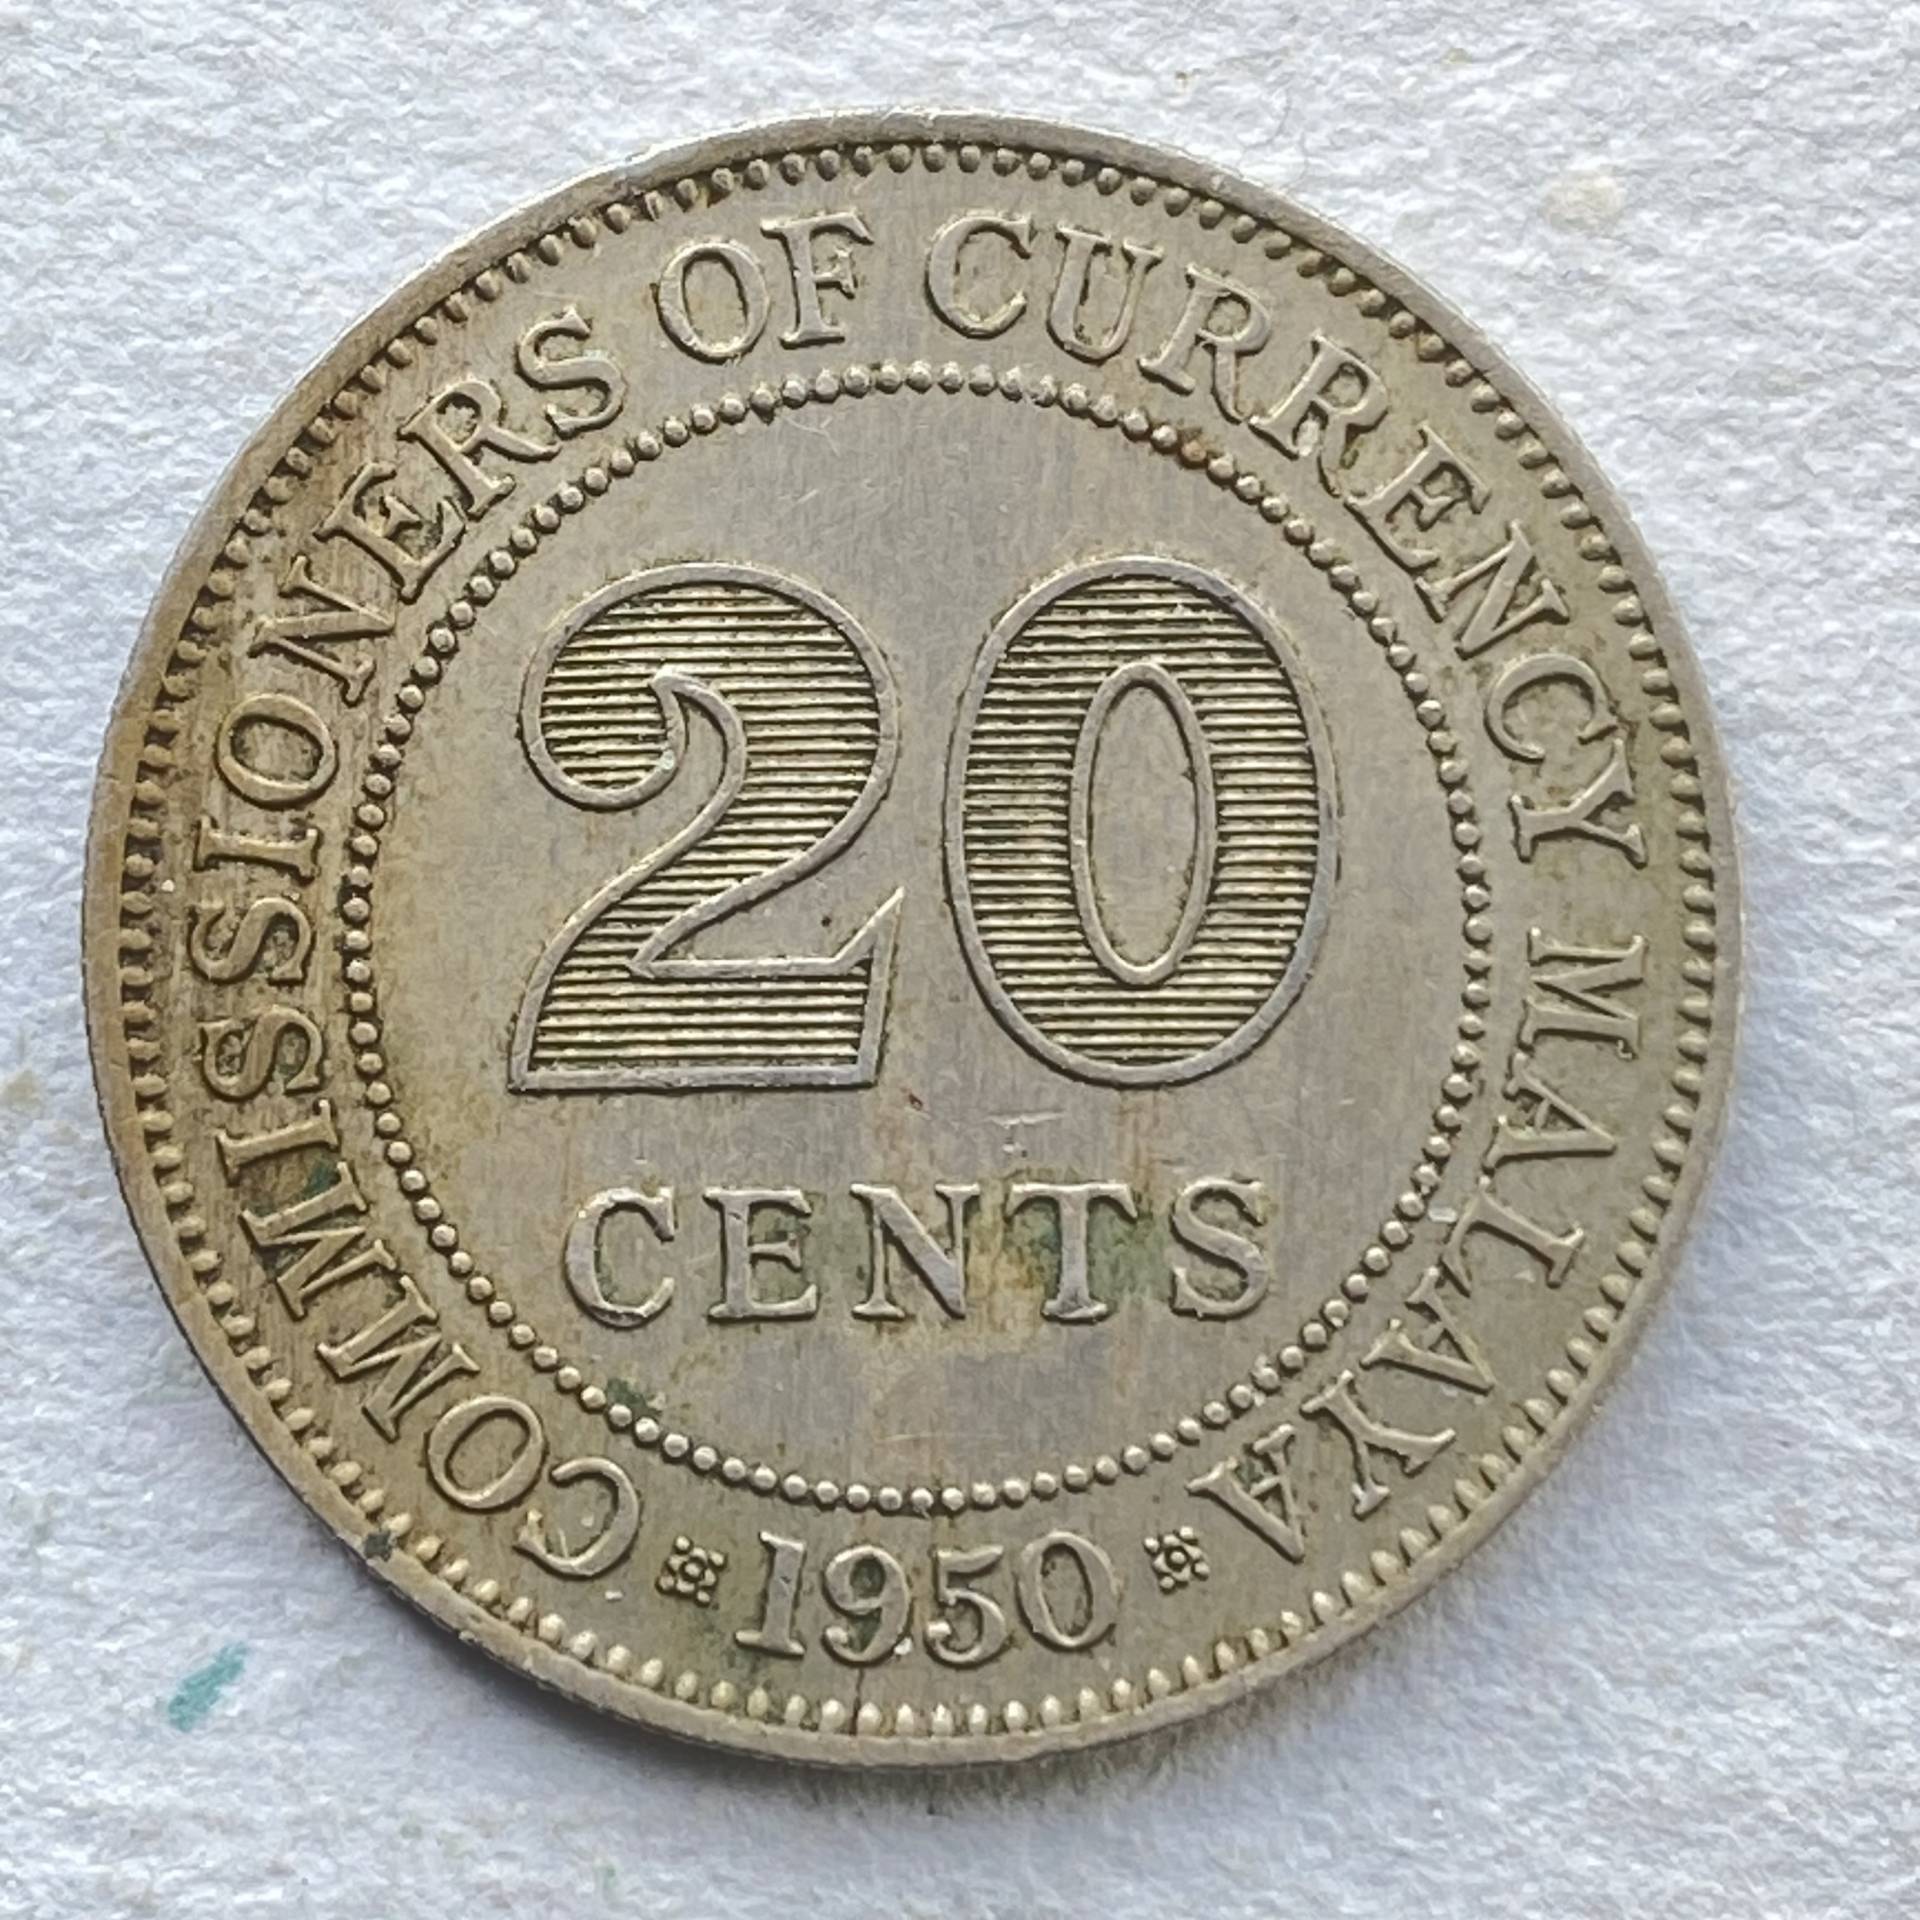 COMMISSIONERS OF CURRENCY MALAYA
20
CENTS
1950